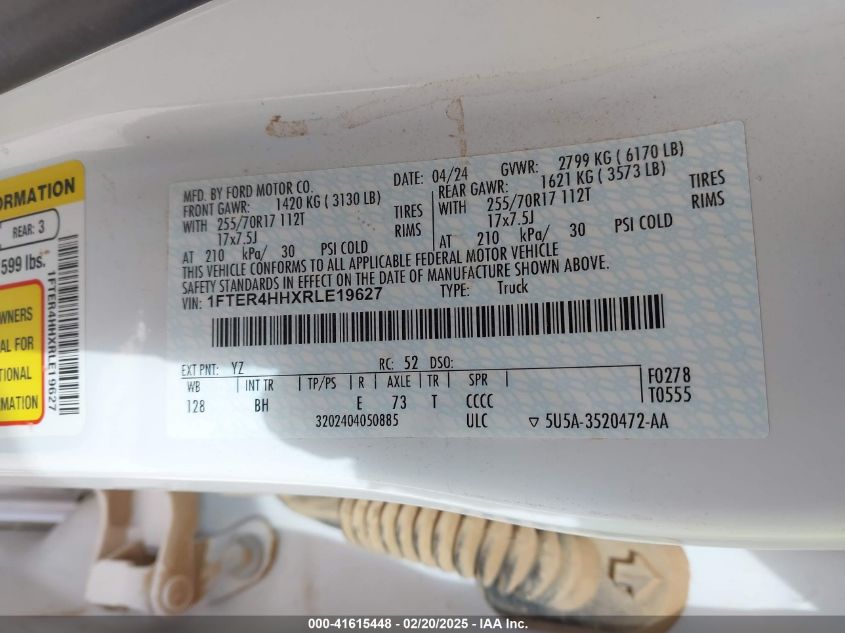 ORMATION
REAR: 3
599 lbs.
WNERS
AL FOR
TIONAL
MATION
1FTER4HHXRLE19627
MFD. BY FORD MOTOR CO.
DATE: 04/24
GVWR: 2799 KG ( 6170 LB)
FRONT GAWR: 1420 KG ( 3130 LB)
REAR GAWR: 1621 KG ( 3573 LB)
WITH 255/70R17 112T TIRES
WITH 255/70R17 112T TIRES
17x7.5J RIMS
17x7.5J RIMS
AT 210 kPa/ 30 PSI COLD
AT 210 kPa/ 30 PSI COLD
THIS VEHICLE CONFORMS TO ALL APPLICABLE FEDERAL MOTOR VEHICLE
SAFETY STANDARDS IN EFFECT ON THE DATE OF MANUFACTURE SHOWN ABOVE.
VIN: 1FTER4HHXRLE19627 TYPE: Truck
EXT PNT: YZ RC: 52 DSO:
WB INT TR TP/PS R AXLE TR SPR
128 BH E 73 T CCCC
F0278
T0555
3202404050885 ULC ▽ 5U5A-3520472-AA
000-41615448 - 02/20/2025 - IAA Inc.